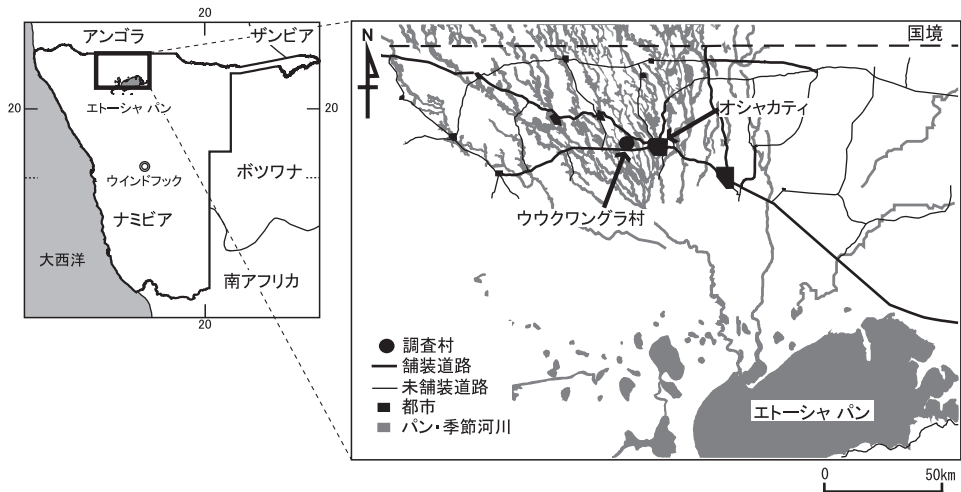 20
アンゴラ
ザンビア
20
エトーシャ パン
20
ウインドフック
ボツワナ
ナミビア
大西洋
南アフリカ
20
N
国境
オシャカティ
ウウクワングラ村
調査村
舗装道路
未舗装道路
都市
パン・季節河川
エトーシャ パン
0 50km